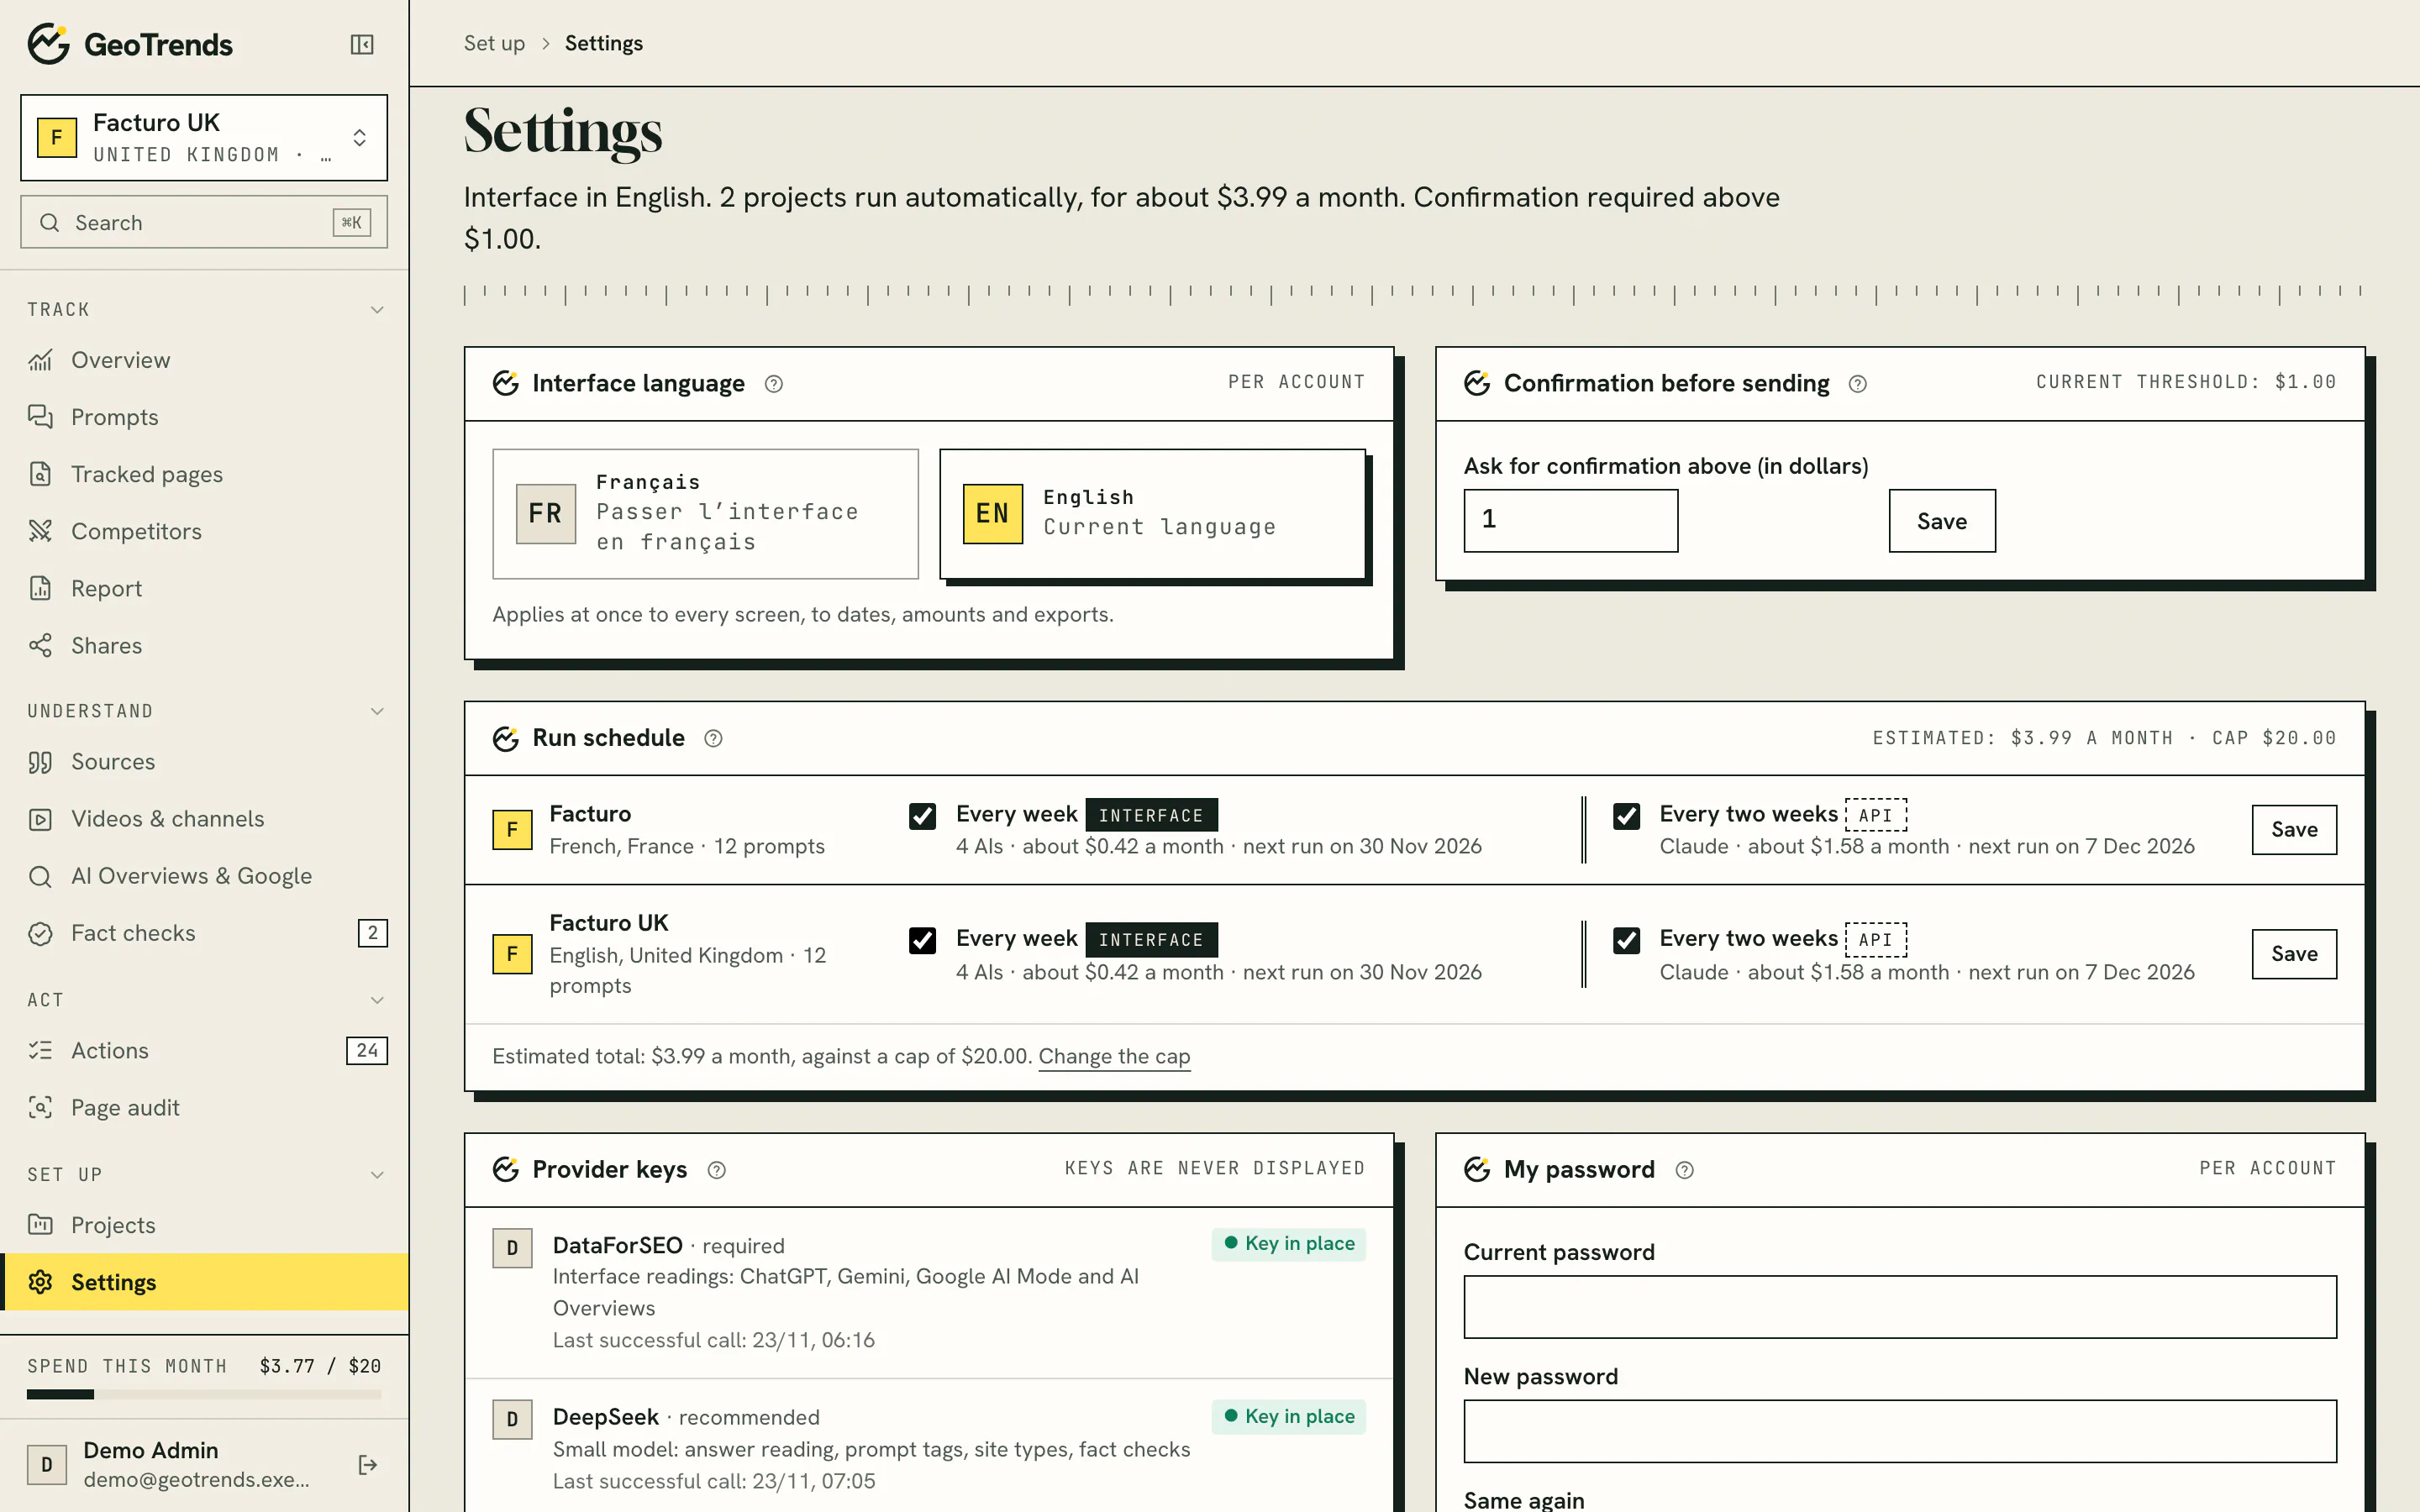 GeoTrends
F
Facturo UK
UNITED KINGDOM · …
Search
⌘K
TRACK
Overview
Prompts
Tracked pages
Competitors
Report
Shares
UNDERSTAND
Sources
Videos & channels
AI Overviews & Google
Fact checks
2
ACT
Actions
24
Page audit
SET UP
Projects
Settings
SPEND THIS MONTH
$3.77 / $20
D
Demo Admin
demo@geotrends.exe…
Set up
Settings
Settings
Interface in English. 2 projects run automatically, for about $3.99 a month. Confirmation required above
$1.00.
Interface language
PER ACCOUNT
FR
Français
Passer l’interface
en français
EN
English
Current language
Applies at once to every screen, to dates, amounts and exports.
Confirmation before sending
CURRENT THRESHOLD: $1.00
Ask for confirmation above (in dollars)
1
Save
Run schedule
ESTIMATED: $3.99 A MONTH · CAP $20.00
F
Facturo
French, France · 12 prompts
Every week INTERFACE
4 AIs · about $0.42 a month · next run on 30 Nov 2026
Every two weeks API
Claude · about $1.58 a month · next run on 7 Dec 2026
Save
F
Facturo UK
English, United Kingdom · 12
prompts
Every week INTERFACE
4 AIs · about $0.42 a month · next run on 30 Nov 2026
Every two weeks API
Claude · about $1.58 a month · next run on 7 Dec 2026
Save
Estimated total: $3.99 a month, against a cap of $20.00. Change the cap
Provider keys
KEYS ARE NEVER DISPLAYED
D
DataForSEO · required
Key in place
Interface readings: ChatGPT, Gemini, Google AI Mode and AI
Overviews
Last successful call: 23/11, 06:16
D
DeepSeek · recommended
Key in place
Small model: answer reading, prompt tags, site types, fact checks
Last successful call: 23/11, 07:05
My password
PER ACCOUNT
Current password
New password
Same again